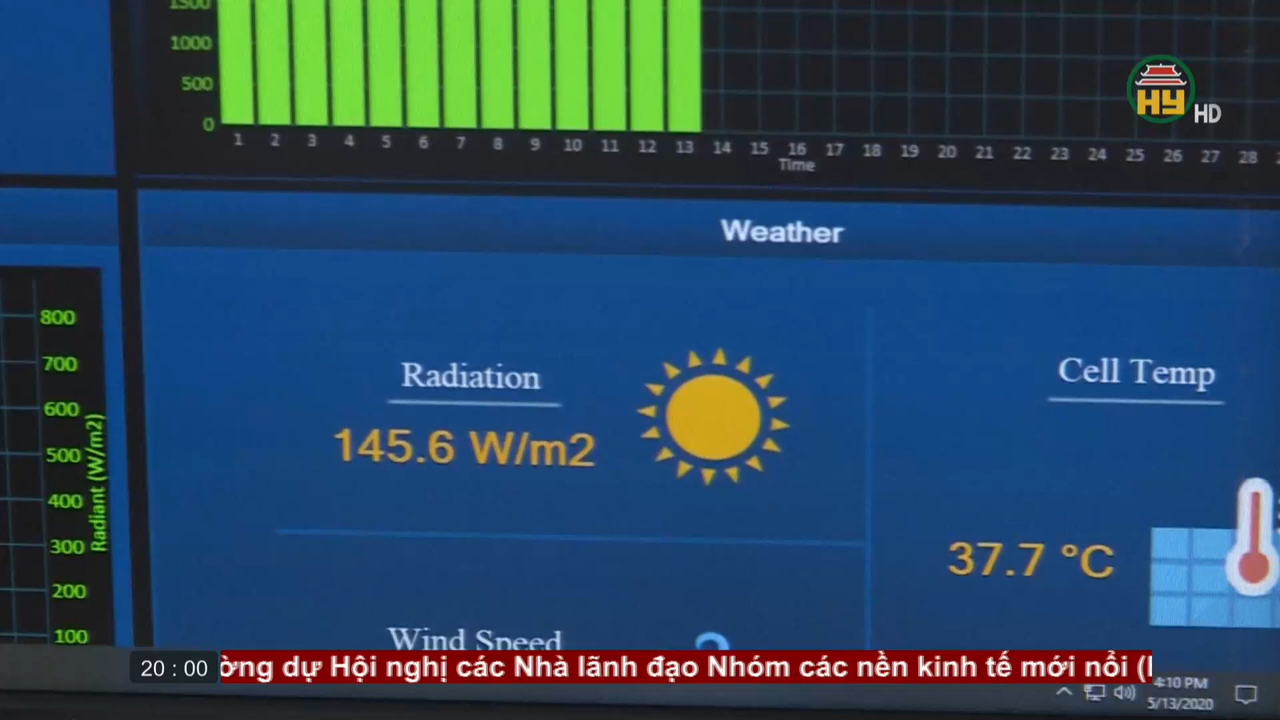 1500
1000
500
0
1 2 3 4 5 6 7 8 9 10 11 12 13 14 15 16 17 18 19 20 21 22 23 24 25 26 27 28
Time
HY HD
Weather
800
700
600
500
400
300
200
100
Radiant (W/m2)
Radiation
145.6 W/m2
Cell Temp
37.7 °C
Wind Speed
20 : 00
ờng dự Hội nghị các Nhà lãnh đạo Nhóm các nền kinh tế mới nổi (
4:10 PM
5/13/2020